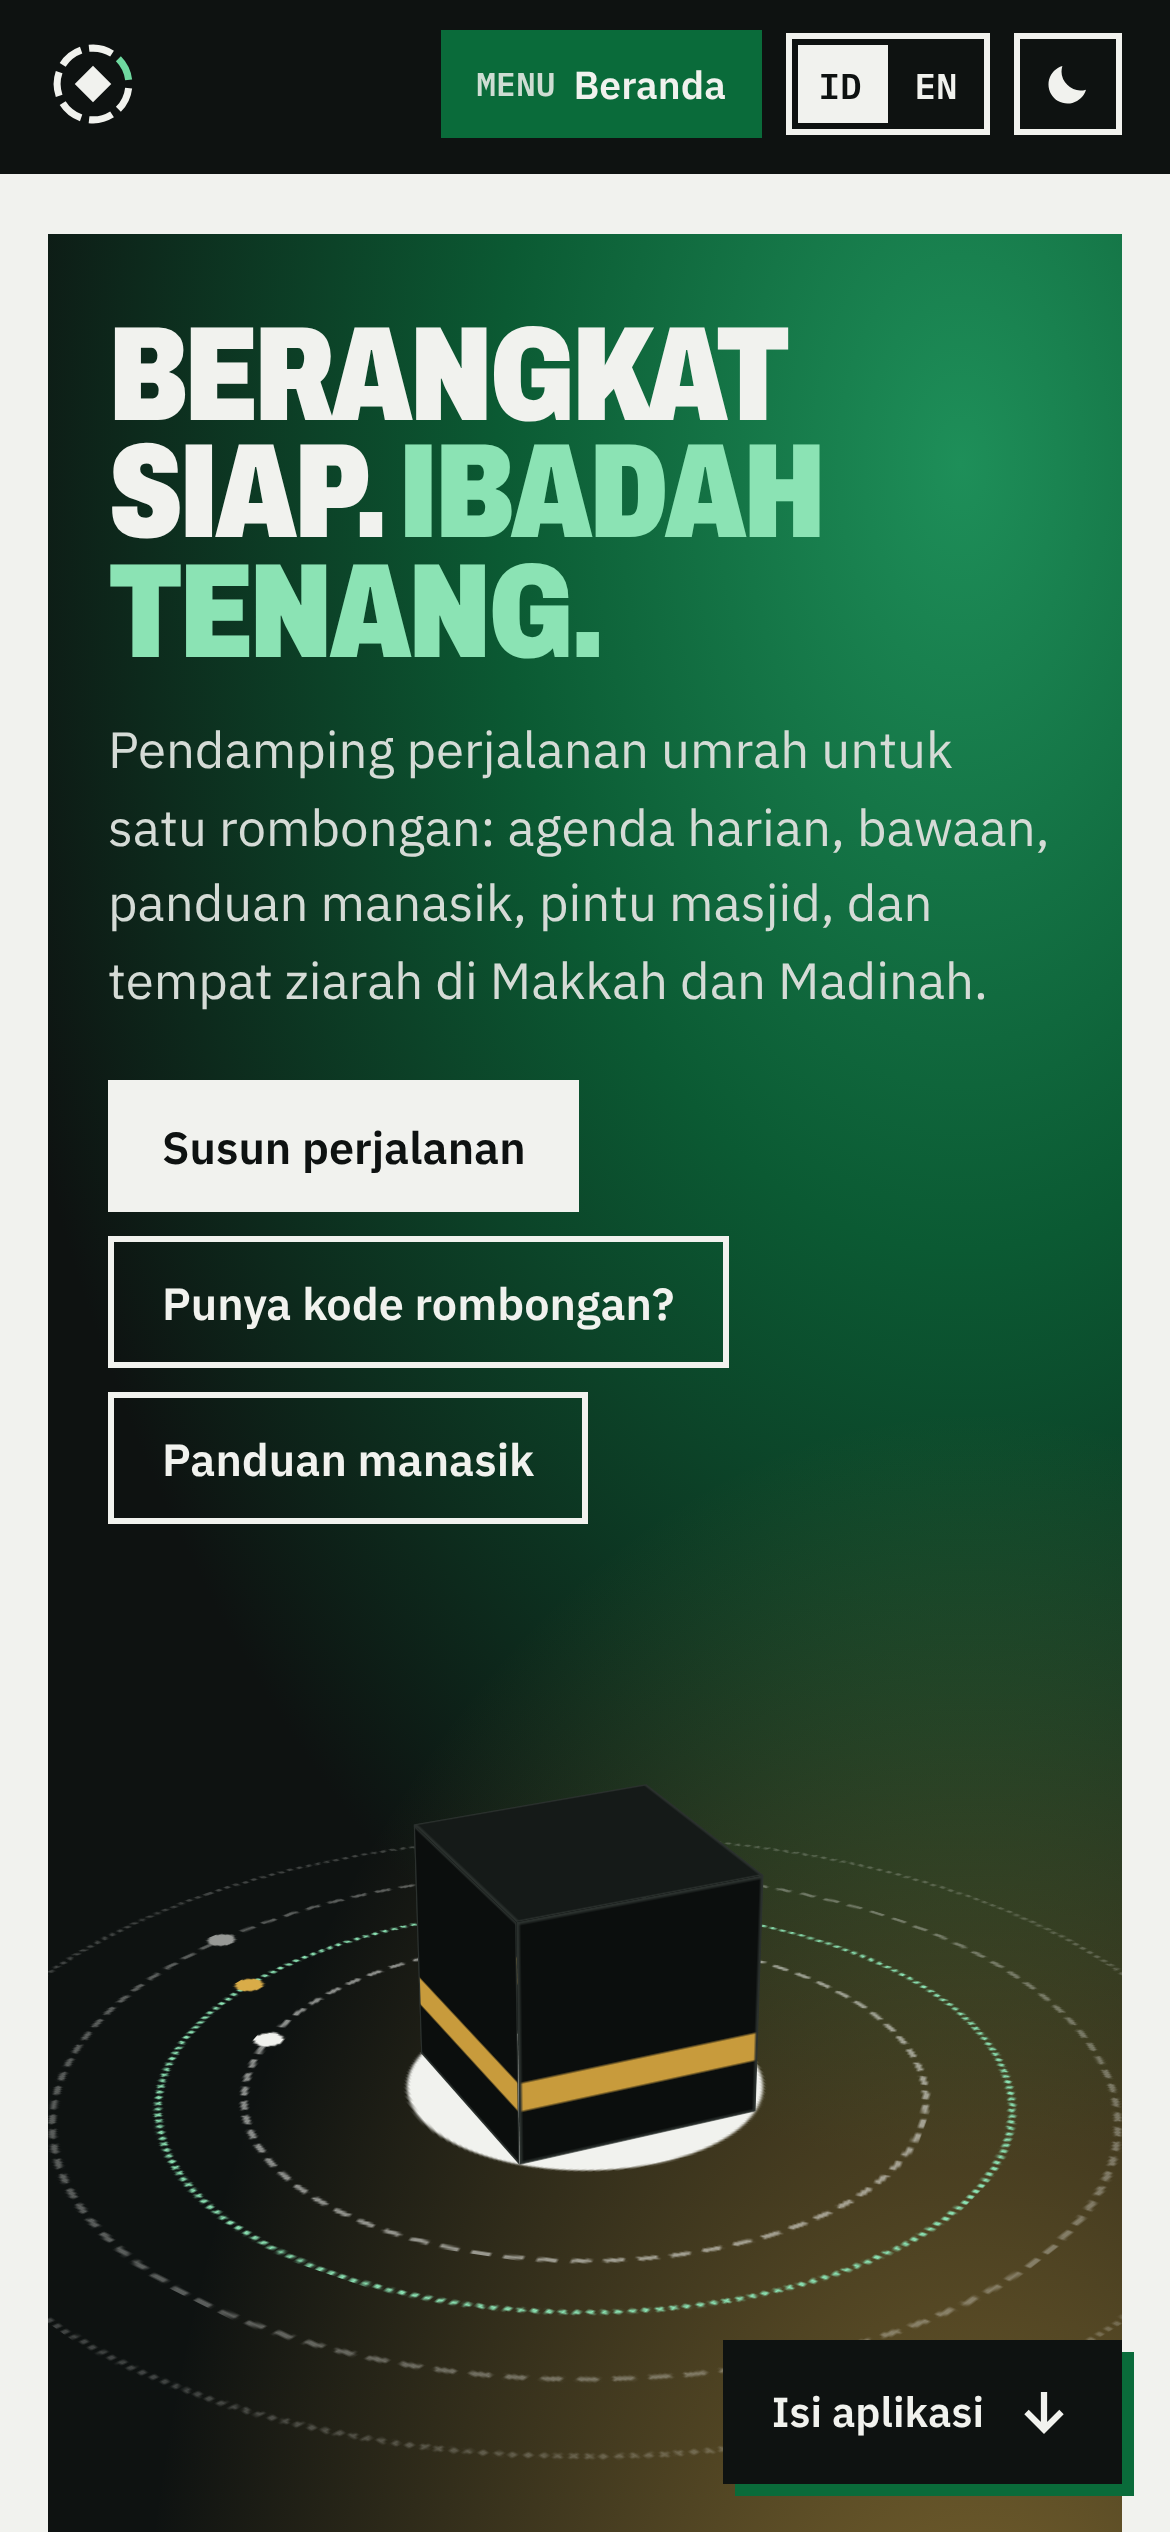 MENU Beranda ID EN
BERANGKAT
SIAP. IBADAH
TENANG.
Pendamping perjalanan umrah untuk
satu rombongan: agenda harian, bawaan,
panduan manasik, pintu masjid, dan
tempat ziarah di Makkah dan Madinah.
Susun perjalanan
Punya kode rombongan?
Panduan manasik
Isi aplikasi